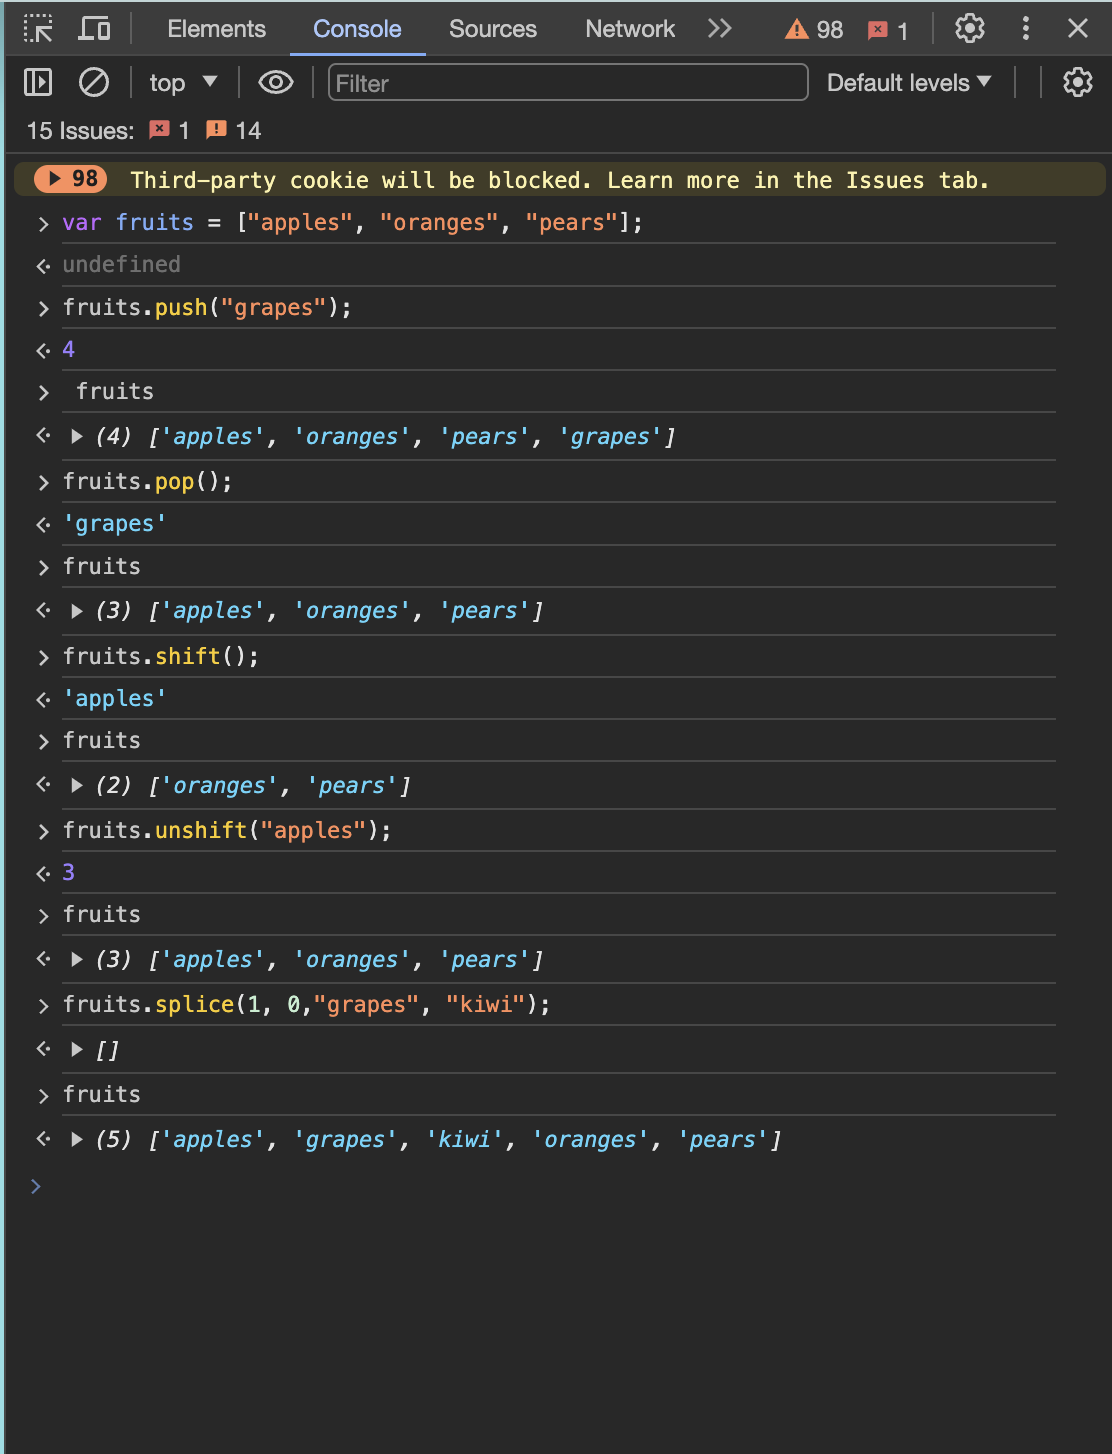 Elements Console Sources Network 98 1
top Filter Default levels
15 Issues: 1 14
98 Third-party cookie will be blocked. Learn more in the Issues tab.
> var fruits = ["apples", "oranges", "pears"];
undefined
> fruits.push("grapes");
4
> fruits
(4) ['apples', 'oranges', 'pears', 'grapes']
> fruits.pop();
'grapes'
> fruits
(3) ['apples', 'oranges', 'pears']
> fruits.shift();
'apples'
> fruits
(2) ['oranges', 'pears']
> fruits.unshift("apples");
3
> fruits
(3) ['apples', 'oranges', 'pears']
> fruits.splice(1, 0,"grapes", "kiwi");
[]
> fruits
(5) ['apples', 'grapes', 'kiwi', 'oranges', 'pears']
>